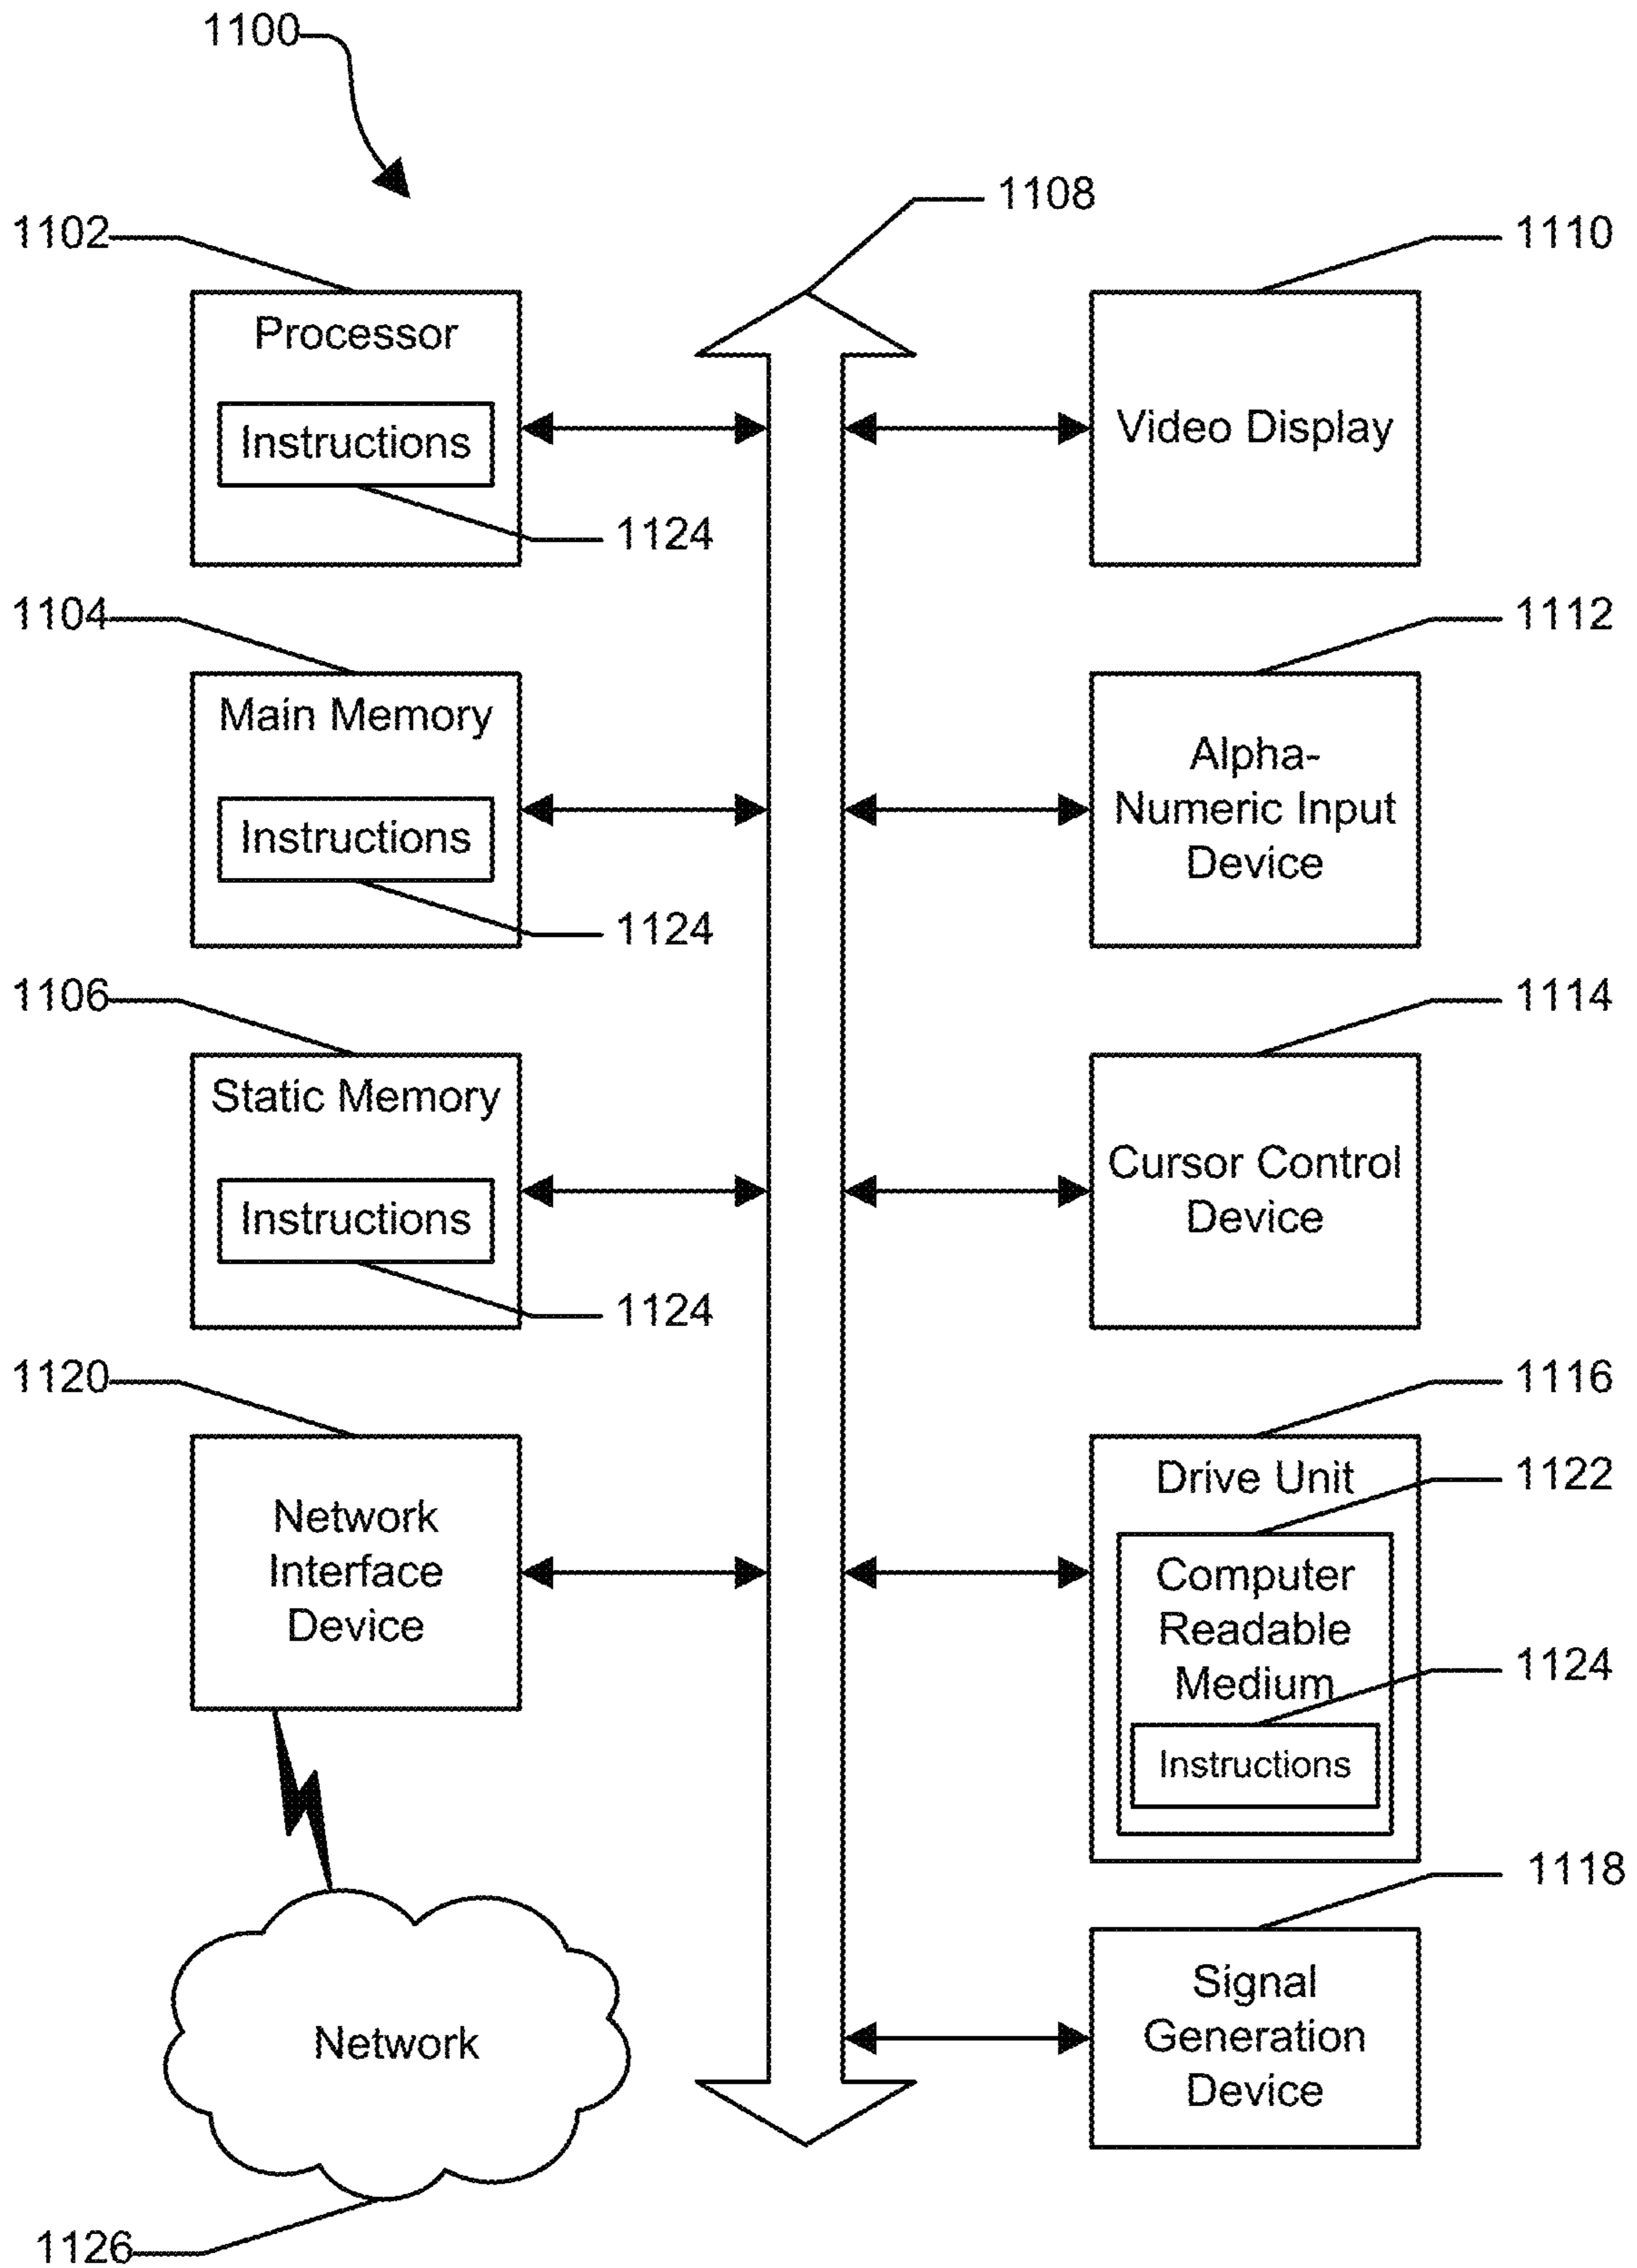 1100
1108
1102
1110
Processor
Instructions
1124
Video Display
1104
1112
Main Memory
Instructions
1124
Alpha-
Numeric Input
Device
1106
1114
Static Memory
Instructions
1124
Cursor Control
Device
1120
1116
Network
Interface
Device
Drive Unit
1122
Computer
Readable
Medium
1124
Instructions
1118
Network
Signal
Generation
Device
1126